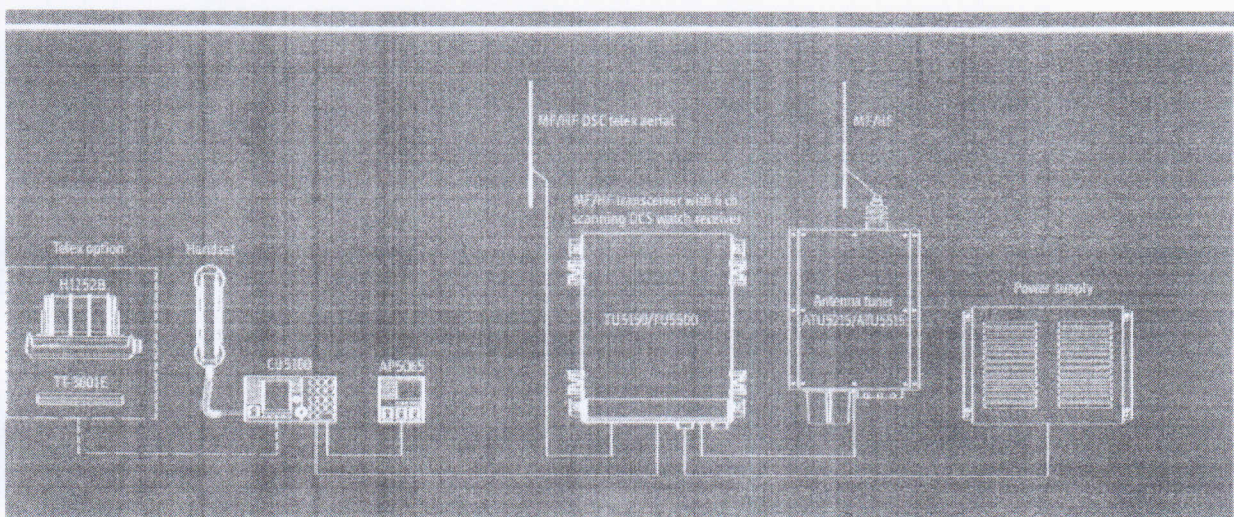 MF/HF DSC telex aerial
MF/HF
MF/HF transceiver with 6 ch
scanning DCS watch receiver
Telex option
Handset
H1252B
Antenna tuner
Power supply
TU5150/TU5500
ATU5215/ATU5515
CU5100
AP5065
TT-3601E